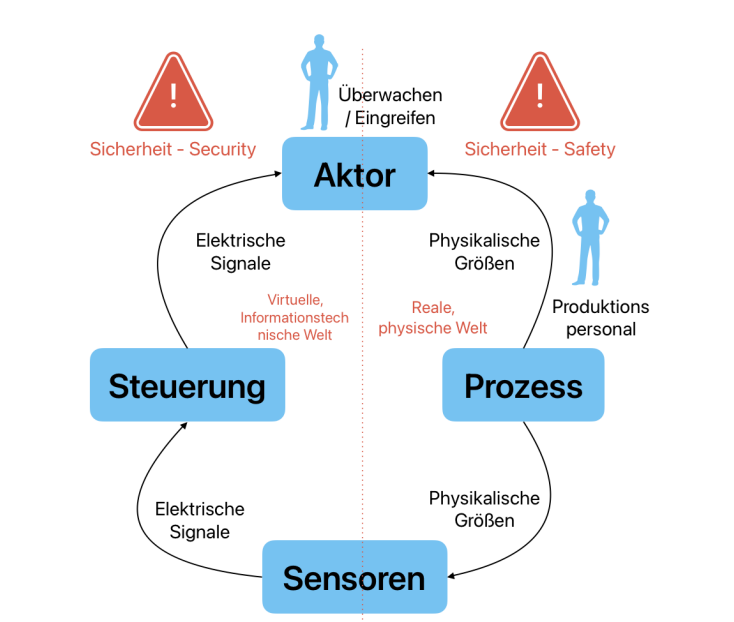 !
!
Überwachen
/ Eingreifen
Sicherheit - Security
Sicherheit - Safety
Aktor
Elektrische
Signale
Physikalische
Größen
Virtuelle,
Informationstech
nische Welt
Reale,
physische Welt
Produktions
personal
Steuerung
Prozess
Elektrische
Signale
Physikalische
Größen
Sensoren